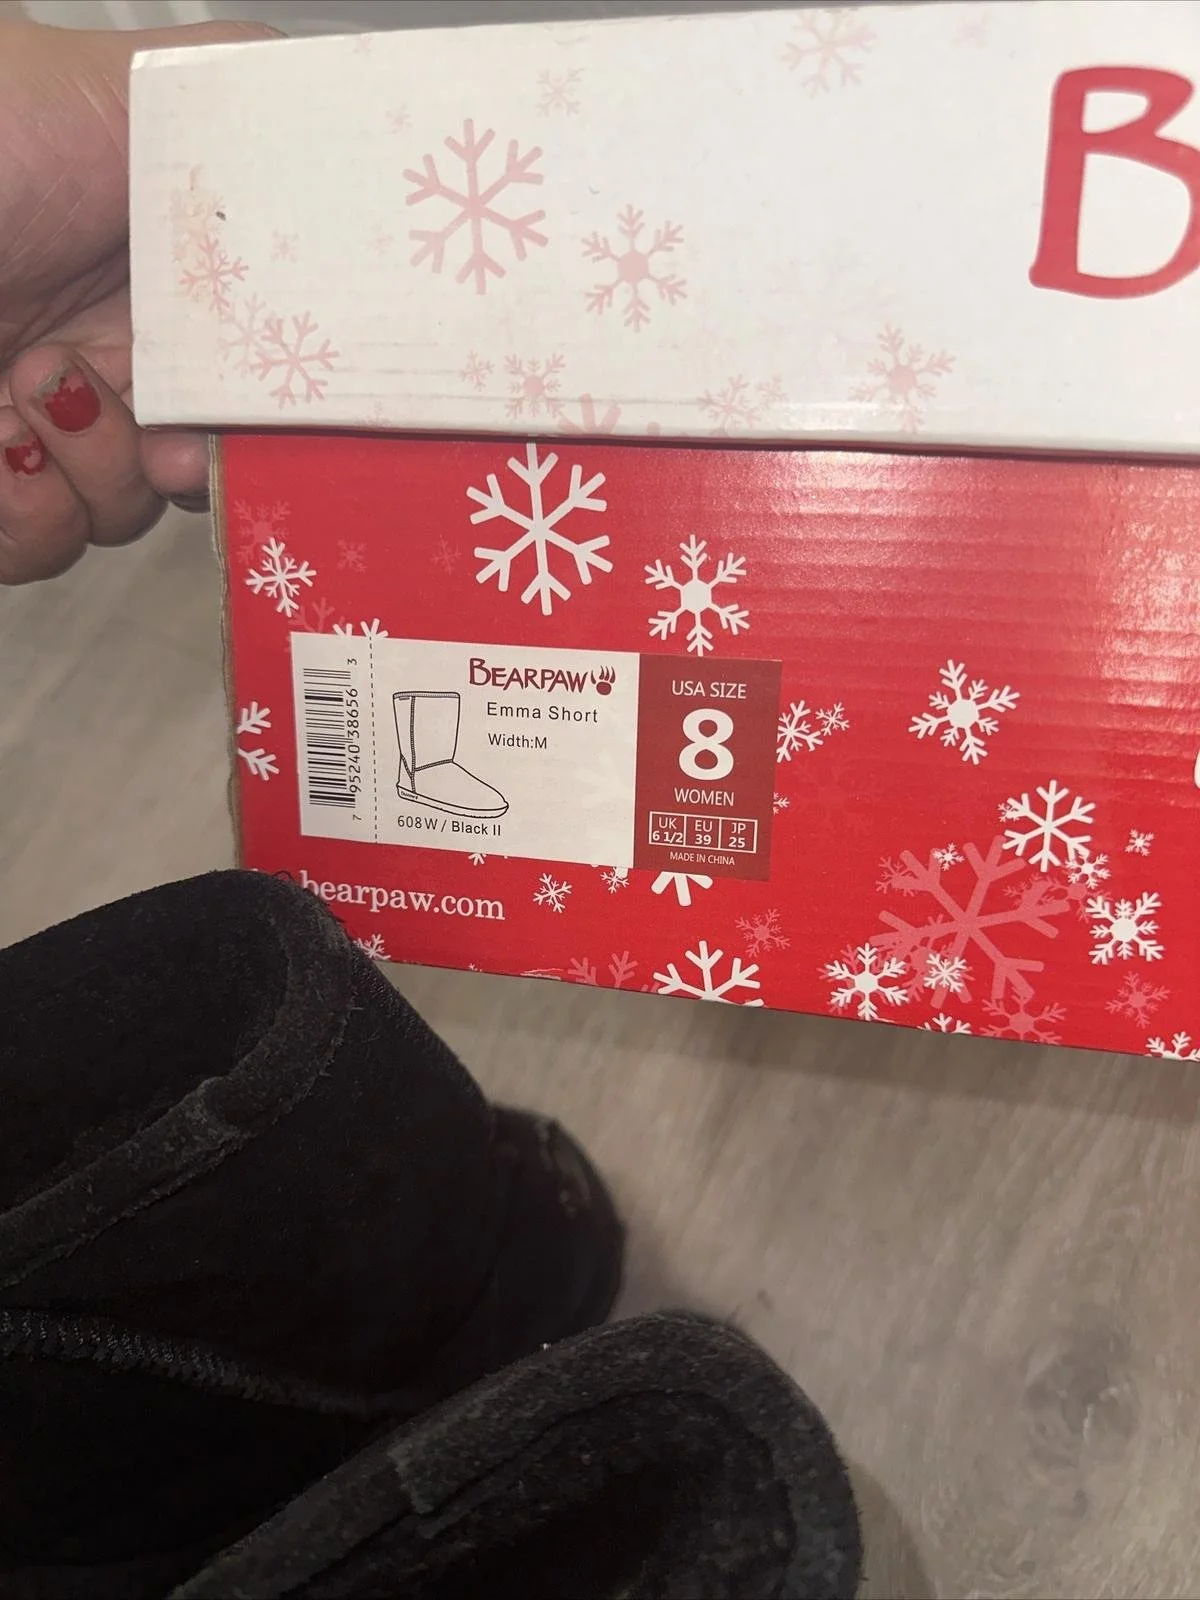 B
BEARPAW
Emma Short
Width:M
608W / Black II
7 95240 38656 3
USA SIZE
8
WOMEN
UK EU JP
6 1/2 39 25
MADE IN CHINA
bearpaw.com